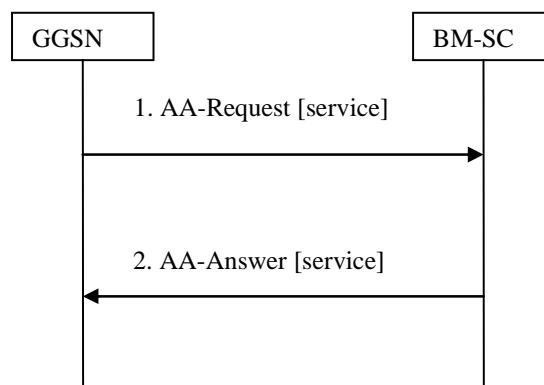 GGSN
BM-SC
1. AA-Request [service]
2. AA-Answer [service]